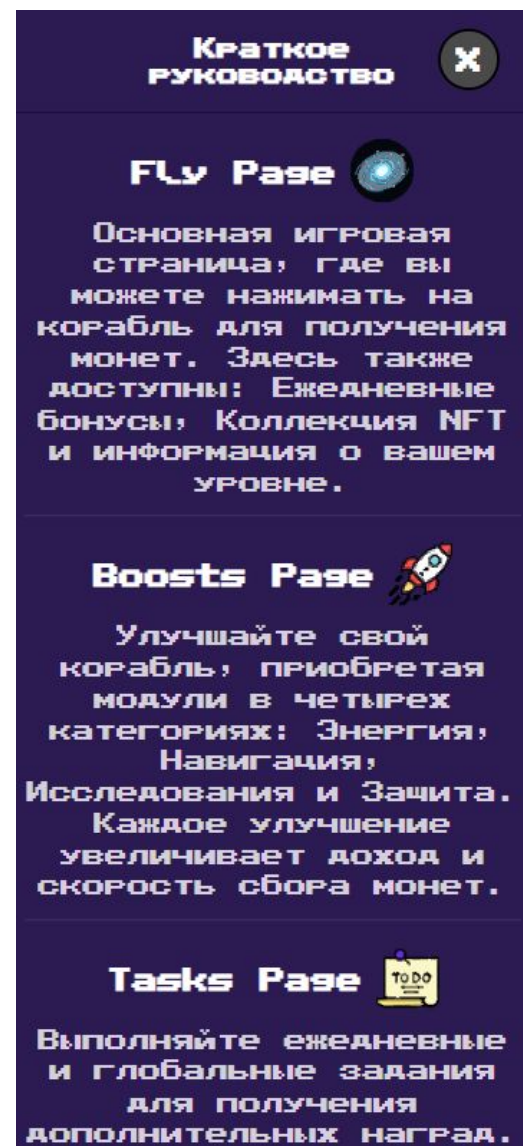 Краткое
руководство
Fly Page
Основная игровая
страница, где вы
можете нажимать на
корабль для получения
монет. Здесь также
доступны: Ежедневные
бонусы, Коллекция NFT
и информация о вашем
уровне.
Boosts Page
Улучшайте свой
корабль, приобретая
модули в четырех
категориях: Энергия,
Навигация,
Исследования и Защита.
Каждое улучшение
увеличивает доход и
скорость сбора монет.
Tasks Page
TO DO
Выполняйте ежедневные
и глобальные задания
для получения
дополнительных наград.